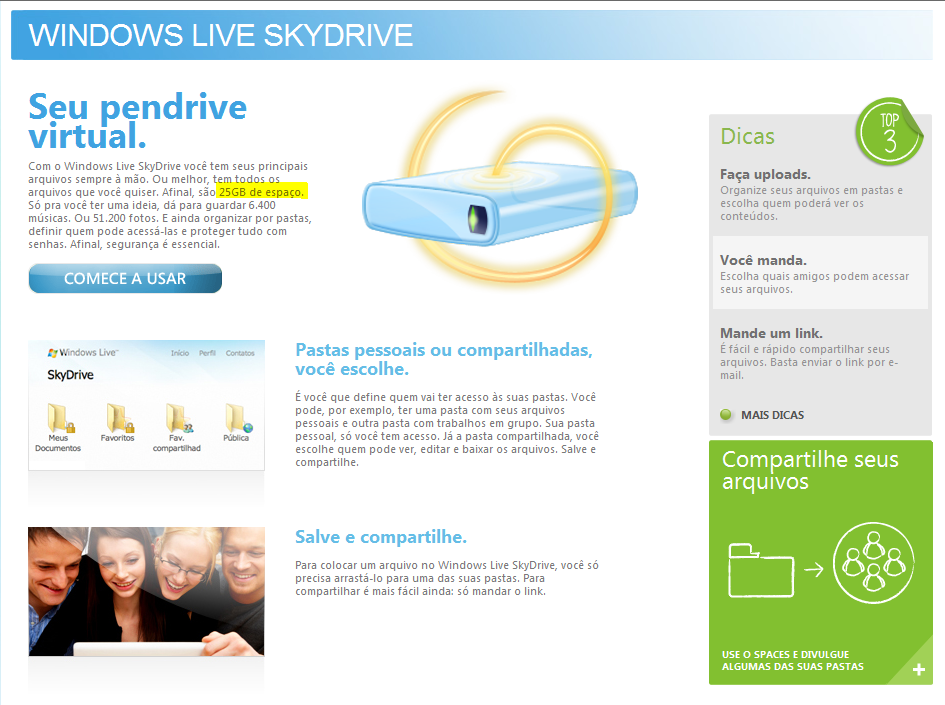 WINDOWS LIVE SKYDRIVE
Seu pendrive
virtual.
Com o Windows Live SkyDrive você tem seus principais
arquivos sempre à mão. Ou melhor, tem todos os
arquivos que você quiser. Afinal, são 25GB de espaço.
Só pra você ter uma ideia, dá para guardar 6.400
músicas. Ou 51.200 fotos. E ainda organizar por pastas,
definir quem pode acessá-las e proteger tudo com
senhas. Afinal, segurança é essencial.
COMECE A USAR
Windows Live™
Início Perfil Contatos
SkyDrive
Meus
Documentos
Favoritos
Fav.
compartilhad
Pública
Pastas pessoais ou compartilhadas,
você escolhe.
É você que define quem vai ter acesso às suas pastas. Você
pode, por exemplo, ter uma pasta com seus arquivos
pessoais e outra pasta com trabalhos em grupo. Sua pasta
pessoal, só você tem acesso. Já a pasta compartilhada, você
escolhe quem pode ver, editar e baixar os arquivos. Salve e
compartilhe.
Salve e compartilhe.
Para colocar um arquivo no Windows Live SkyDrive, você só
precisa arrastá-lo para uma das suas pastas. Para
compartilhar é mais fácil ainda: só mandar o link.
Dicas
TOP
3
Faça uploads.
Organize seus arquivos em pastas e
escolha quem poderá ver os
conteúdos.
Você manda.
Escolha quais amigos podem acessar
seus arquivos.
Mande um link.
É fácil e rápido compartilhar seus
arquivos. Basta enviar o link por e-
mail.
MAIS DICAS
Compartilhe seus
arquivos
USE O SPACES E DIVULGUE
ALGUMAS DAS SUAS PASTAS
+